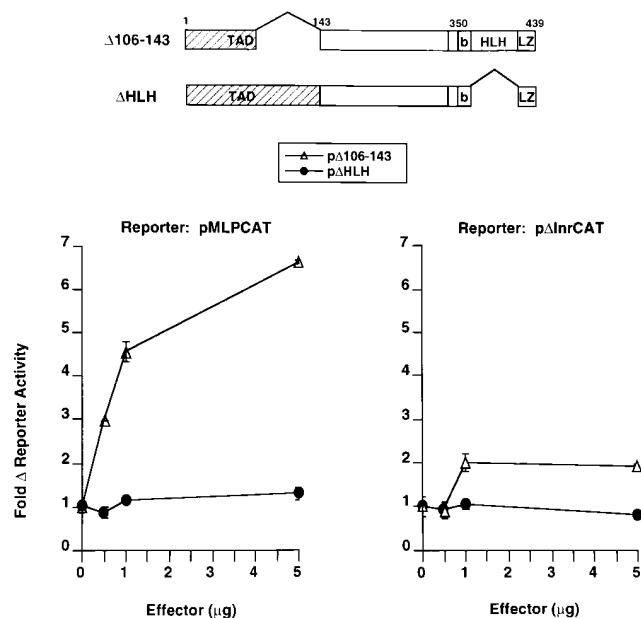 1 143 350 439
Δ106-143 TAD b HLH LZ
ΔHLH TAD b LZ
pΔ106-143
pΔHLH
Reporter: pMLPCAT
Reporter: pΔInrCAT
Fold Δ Reporter Activity
7
6
5
4
3
2
1
0
7
6
5
4
3
2
1
0
0 1 2 3 4 5
0 1 2 3 4 5
Effector (µg)
Effector (µg)